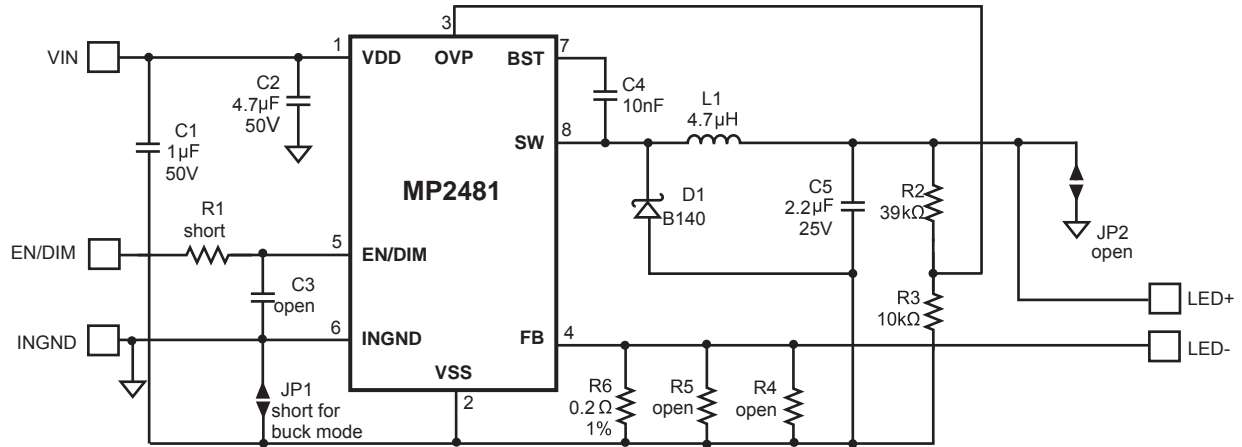 3
VIN
1
VDD
OVP
BST
7
C2
4.7μF
50V
C4
10nF
L1
4.7μH
C1
1μF
50V
SW
8
MP2481
D1
B140
C5
2.2μF
25V
R2
39kΩ
JP2
open
R1
short
EN/DIM
5
EN/DIM
C3
open
R3
10kΩ
LED+
INGND
6
INGND
FB
4
LED-
VSS
2
JP1
short for
buck mode
R6
0.2 Ω
1%
R5
open
R4
open